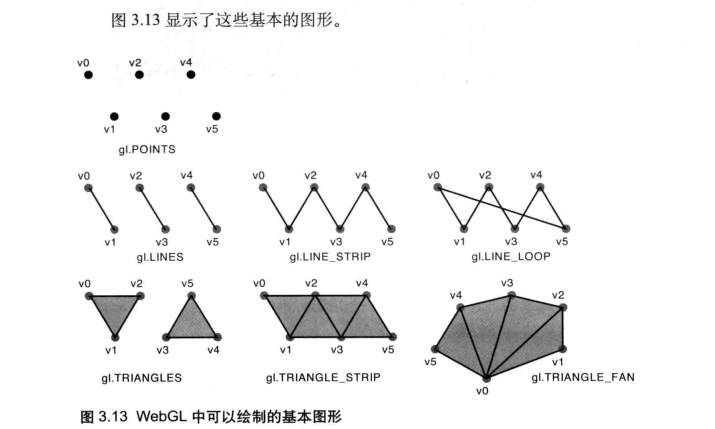 图 3.13 显示了这些基本的图形。
v0 v2 v4
v1 v3 v5
gl.POINTS
v0 v2 v4 v0 v2 v4 v0 v2 v4
v1 v3 v5 v1 v3 v5 v1 v3 v5
gl.LINES gl.LINE_STRIP gl.LINE_LOOP
v0 v2 v5 v0 v2 v4 v4 v3 v2
v1 v3 v4 v1 v3 v5 v5 v0 v1
gl.TRIANGLES gl.TRIANGLE_STRIP gl.TRIANGLE_FAN
图 3.13 WebGL 中可以绘制的基本图形